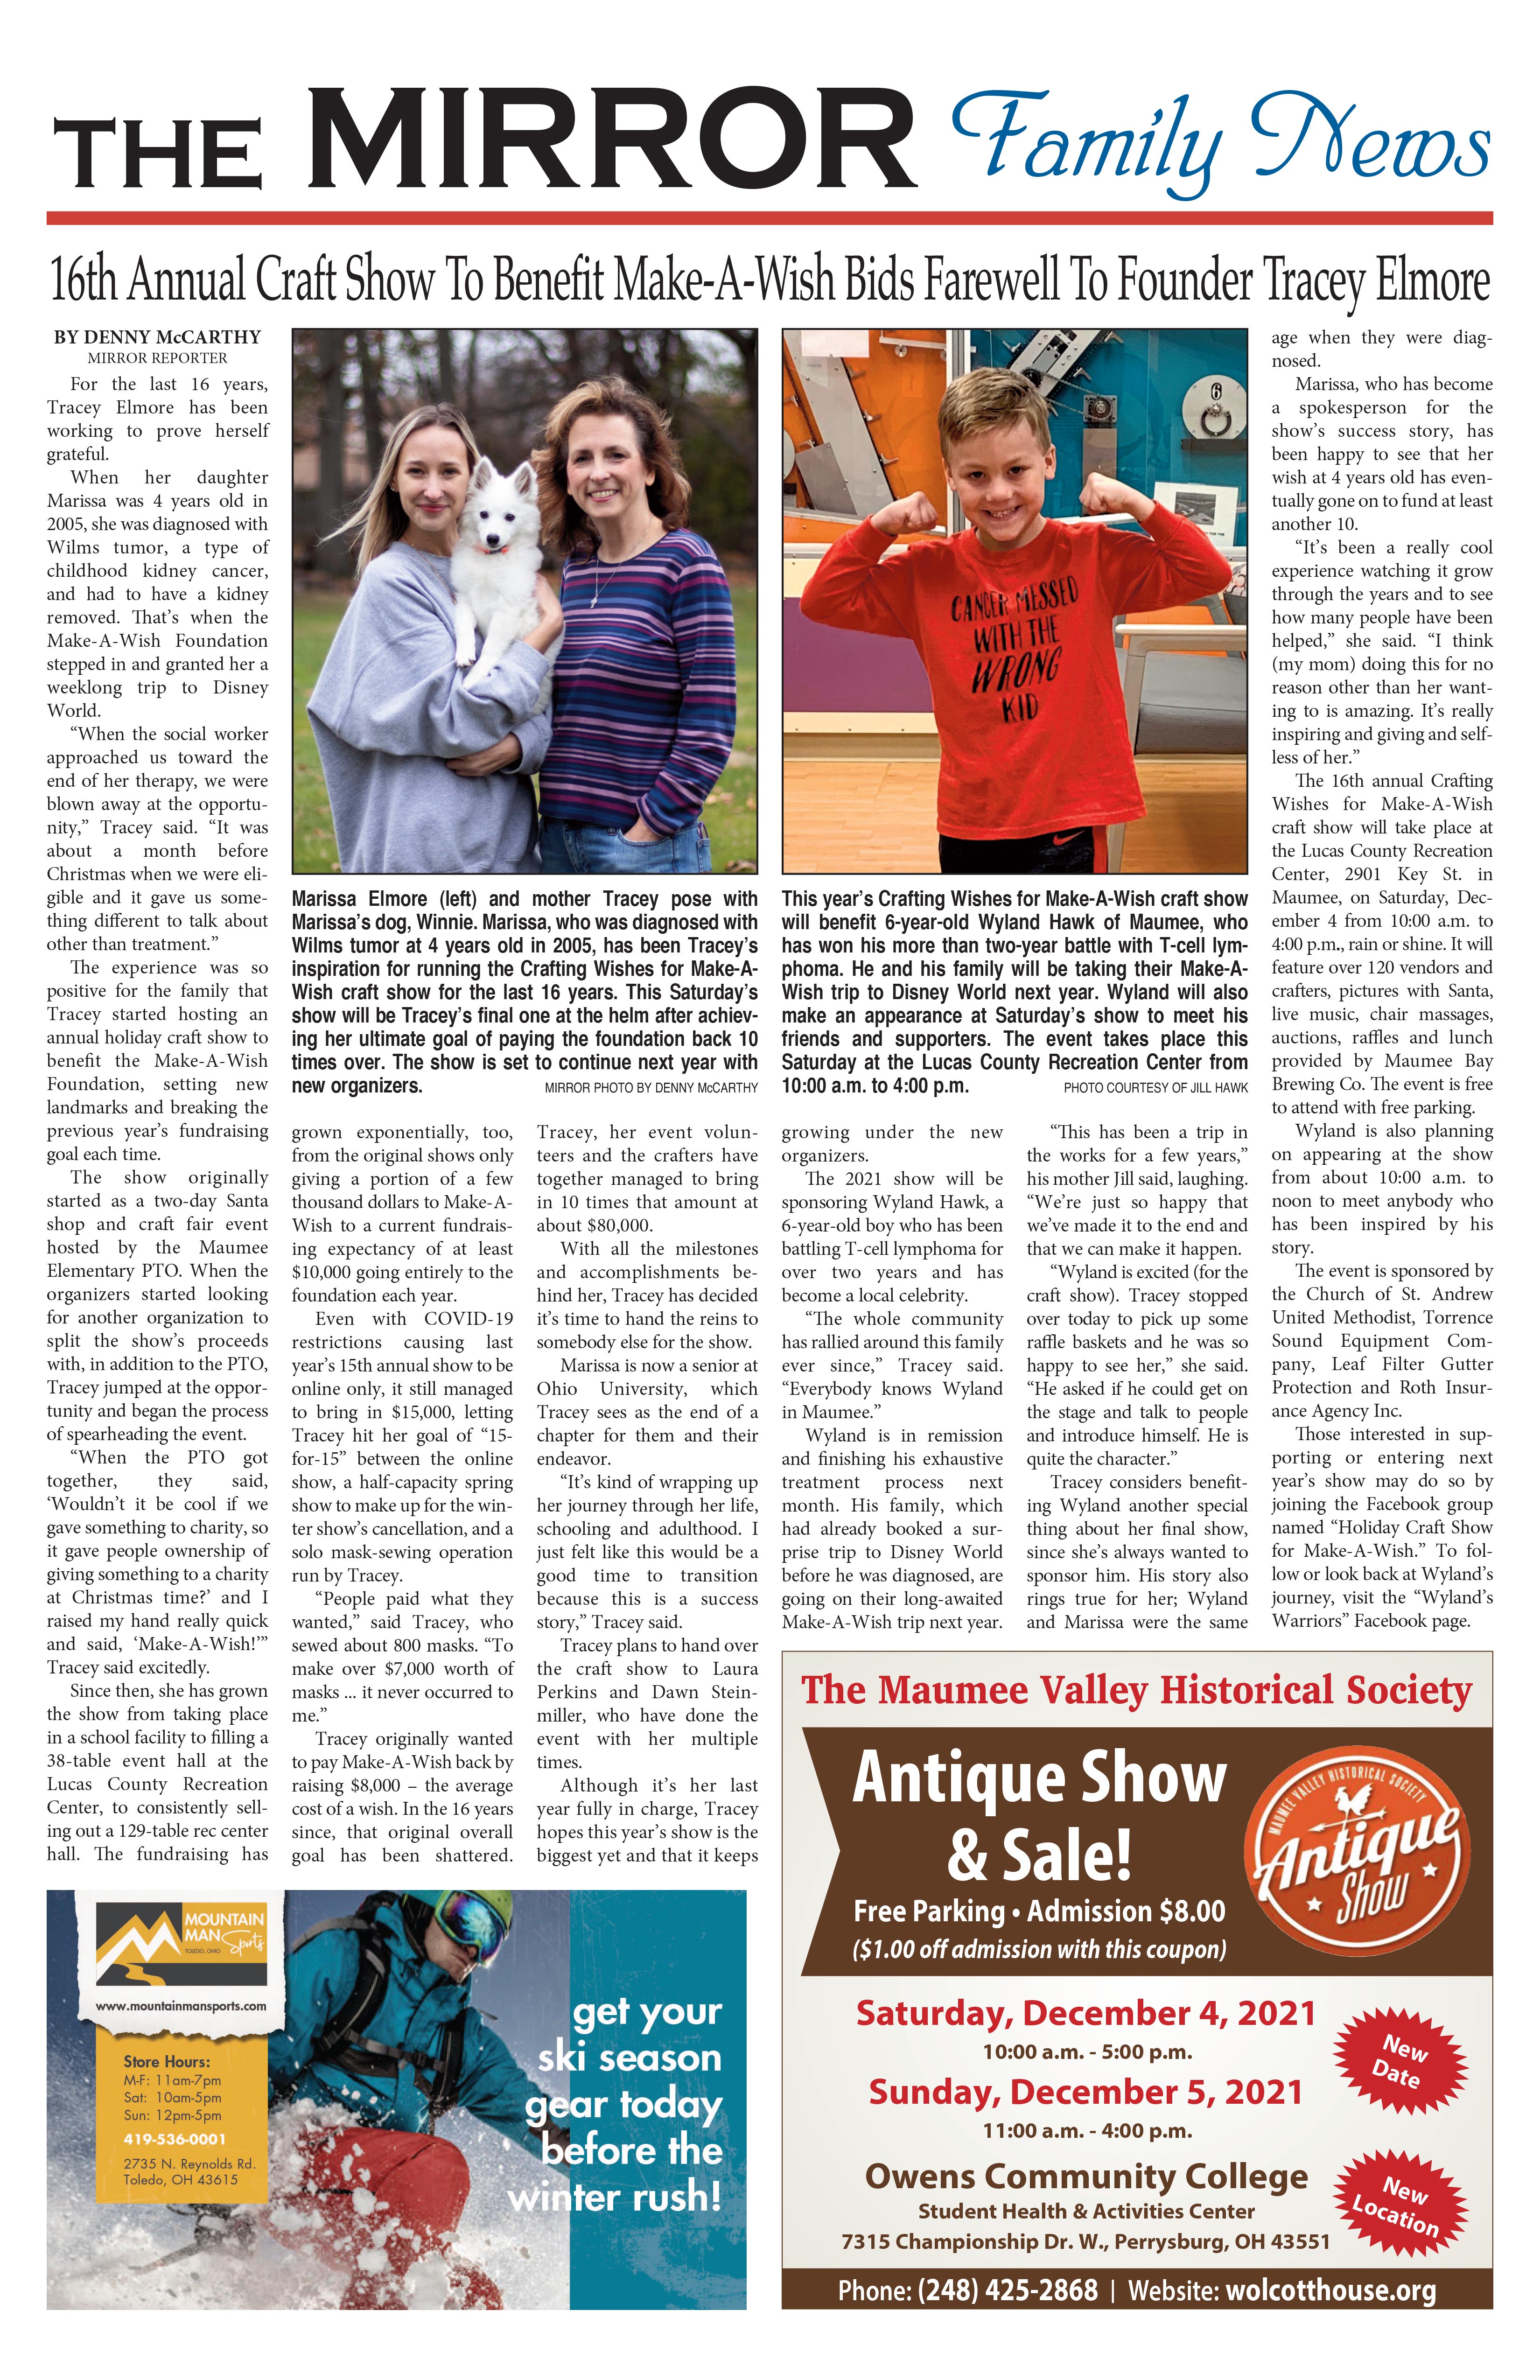 THE MIRROR Family News
16th Annual Craft Show To Benefit Make-A-Wish Bids Farewell To Founder Tracey Elmore
BY DENNY McCARTHY
MIRROR REPORTER
For the last 16 years,
Tracey Elmore has been
working to prove herself
grateful.
When her daughter
Marissa was 4 years old in
2005, she was diagnosed with
Wilms tumor, a type of
childhood kidney cancer,
and had to have a kidney
removed. That’s when the
Make-A-Wish Foundation
stepped in and granted her a
weeklong trip to Disney
World.
“When the social worker
approached us toward the
end of her therapy, we were
blown away at the opportu-
nity,” Tracey said. “It was
about a month before
Christmas when we were eli-
gible and it gave us some-
thing different to talk about
other than treatment.”
The experience was so
positive for the family that
Tracey started hosting an
annual holiday craft show to
benefit the Make-A-Wish
Foundation, setting new
landmarks and breaking the
previous year’s fundraising
goal each time.
The show originally
started as a two-day Santa
shop and craft fair event
hosted by the Maumee
Elementary PTO. When the
organizers started looking
for another organization to
split the show’s proceeds
with, in addition to the PTO,
Tracey jumped at the oppor-
tunity and began the process
of spearheading the event.
“When the PTO got
together, they said,
‘Wouldn’t it be cool if we
gave something to charity, so
it gave people ownership of
giving something to a charity
at Christmas time?’ and I
raised my hand really quick
and said, ‘Make-A-Wish!’”
Tracey said excitedly.
Since then, she has grown
the show from taking place
in a school facility to filling a
38-table event hall at the
Lucas County Recreation
Center, to consistently sell-
ing out a 129-table rec center
hall. The fundraising has
CANCER MESSED
WITH THE
WRONG
KID
6
Marissa Elmore (left) and mother Tracey pose with
Marissa’s dog, Winnie. Marissa, who was diagnosed with
Wilms tumor at 4 years old in 2005, has been Tracey’s
inspiration for running the Crafting Wishes for Make-A-
Wish craft show for the last 16 years. This Saturday’s
show will be Tracey’s final one at the helm after achiev-
ing her ultimate goal of paying the foundation back 10
times over. The show is set to continue next year with
new organizers. MIRROR PHOTO BY DENNY McCARTHY
This year’s Crafting Wishes for Make-A-Wish craft show
will benefit 6-year-old Wyland Hawk of Maumee, who
has won his more than two-year battle with T-cell lym-
phoma. He and his family will be taking their Make-A-
Wish trip to Disney World next year. Wyland will also
make an appearance at Saturday’s show to meet his
friends and supporters. The event takes place this
Saturday at the Lucas County Recreation Center from
10:00 a.m. to 4:00 p.m. PHOTO COURTESY OF JILL HAWK
grown exponentially, too,
from the original shows only
giving a portion of a few
thousand dollars to Make-A-
Wish to a current fundrais-
ing expectancy of at least
$10,000 going entirely to the
foundation each year.
Even with COVID-19
restrictions causing last
year’s 15th annual show to be
online only, it still managed
to bring in $15,000, letting
Tracey hit her goal of “15-
for-15” between the online
show, a half-capacity spring
show to make up for the win-
ter show’s cancellation, and a
solo mask-sewing operation
run by Tracey.
“People paid what they
wanted,” said Tracey, who
sewed about 800 masks. “To
make over $7,000 worth of
masks ... it never occurred to
me.”
Tracey originally wanted
to pay Make-A-Wish back by
raising $8,000 – the average
cost of a wish. In the 16 years
since, that original overall
goal has been shattered.
Tracey, her event volun-
teers and the crafters have
together managed to bring
in 10 times that amount at
about $80,000.
With all the milestones
and accomplishments be-
hind her, Tracey has decided
it’s time to hand the reins to
somebody else for the show.
Marissa is now a senior at
Ohio University, which
Tracey sees as the end of a
chapter for them and their
endeavor.
“It’s kind of wrapping up
her journey through her life,
schooling and adulthood. I
just felt like this would be a
good time to transition
because this is a success
story,” Tracey said.
Tracey plans to hand over
the craft show to Laura
Perkins and Dawn Stein-
miller, who have done the
event with her multiple
times.
Although it’s her last
year fully in charge, Tracey
hopes this year’s show is the
biggest yet and that it keeps
growing under the new
organizers.
The 2021 show will be
sponsoring Wyland Hawk, a
6-year-old boy who has been
battling T-cell lymphoma for
over two years and has
become a local celebrity.
“The whole community
has rallied around this family
ever since,” Tracey said.
“Everybody knows Wyland
in Maumee.”
Wyland is in remission
and finishing his exhaustive
treatment process next
month. His family, which
had already booked a sur-
prise trip to Disney World
before he was diagnosed, are
going on their long-awaited
Make-A-Wish trip next year.
“This has been a trip in
the works for a few years,”
his mother Jill said, laughing.
“We’re just so happy that
we’ve made it to the end and
that we can make it happen.
“Wyland is excited (for the
craft show). Tracey stopped
over today to pick up some
raffle baskets and he was so
happy to see her,” she said.
“He asked if he could get on
the stage and talk to people
and introduce himself. He is
quite the character.”
Tracey considers benefit-
ing Wyland another special
thing about her final show,
since she’s always wanted to
sponsor him. His story also
rings true for her; Wyland
and Marissa were the same
age when they were diag-
nosed.
Marissa, who has become
a spokesperson for the
show’s success story, has
been happy to see that her
wish at 4 years old has even-
tually gone on to fund at least
another 10.
“It’s been a really cool
experience watching it grow
through the years and to see
how many people have been
helped,” she said. “I think
(my mom) doing this for no
reason other than her want-
ing to is amazing. It’s really
inspiring and giving and self-
less of her.”
The 16th annual Crafting
Wishes for Make-A-Wish
craft show will take place at
the Lucas County Recreation
Center, 2901 Key St. in
Maumee, on Saturday, Dec-
ember 4 from 10:00 a.m. to
4:00 p.m., rain or shine. It will
feature over 120 vendors and
crafters, pictures with Santa,
live music, chair massages,
auctions, raffles and lunch
provided by Maumee Bay
Brewing Co. The event is free
to attend with free parking.
Wyland is also planning
on appearing at the show
from about 10:00 a.m. to
noon to meet anybody who
has been inspired by his
story.
The event is sponsored by
the Church of St. Andrew
United Methodist, Torrence
Sound Equipment Com-
pany, Leaf Filter Gutter
Protection and Roth Insur-
ance Agency Inc.
Those interested in sup-
porting or entering next
year’s show may do so by
joining the Facebook group
named “Holiday Craft Show
for Make-A-Wish.” To fol-
low or look back at Wyland’s
journey, visit the “Wyland’s
Warriors” Facebook page.
MOUNTAIN
MAN Sports
TOLEDO, OHIO
www.mountainmansports.com
Store Hours:
M-F: 11am-7pm
Sat: 10am-5pm
Sun: 12pm-5pm
419-536-0001
2735 N. Reynolds Rd.
Toledo, OH 43615
get your
ski season
gear today
before the
winter rush!
The Maumee Valley Historical Society
Antique Show
& Sale!
Free Parking • Admission $8.00
($1.00 off admission with this coupon)
MAUMEE VALLEY HISTORICAL SOCIETY
Antique
Show
Saturday, December 4, 2021
10:00 a.m. - 5:00 p.m.
Sunday, December 5, 2021
11:00 a.m. - 4:00 p.m.
New
Date
Owens Community College
Student Health & Activities Center
7315 Championship Dr. W., Perrysburg, OH 43551
New
Location
Phone: (248) 425-2868 | Website: wolcotthouse.org